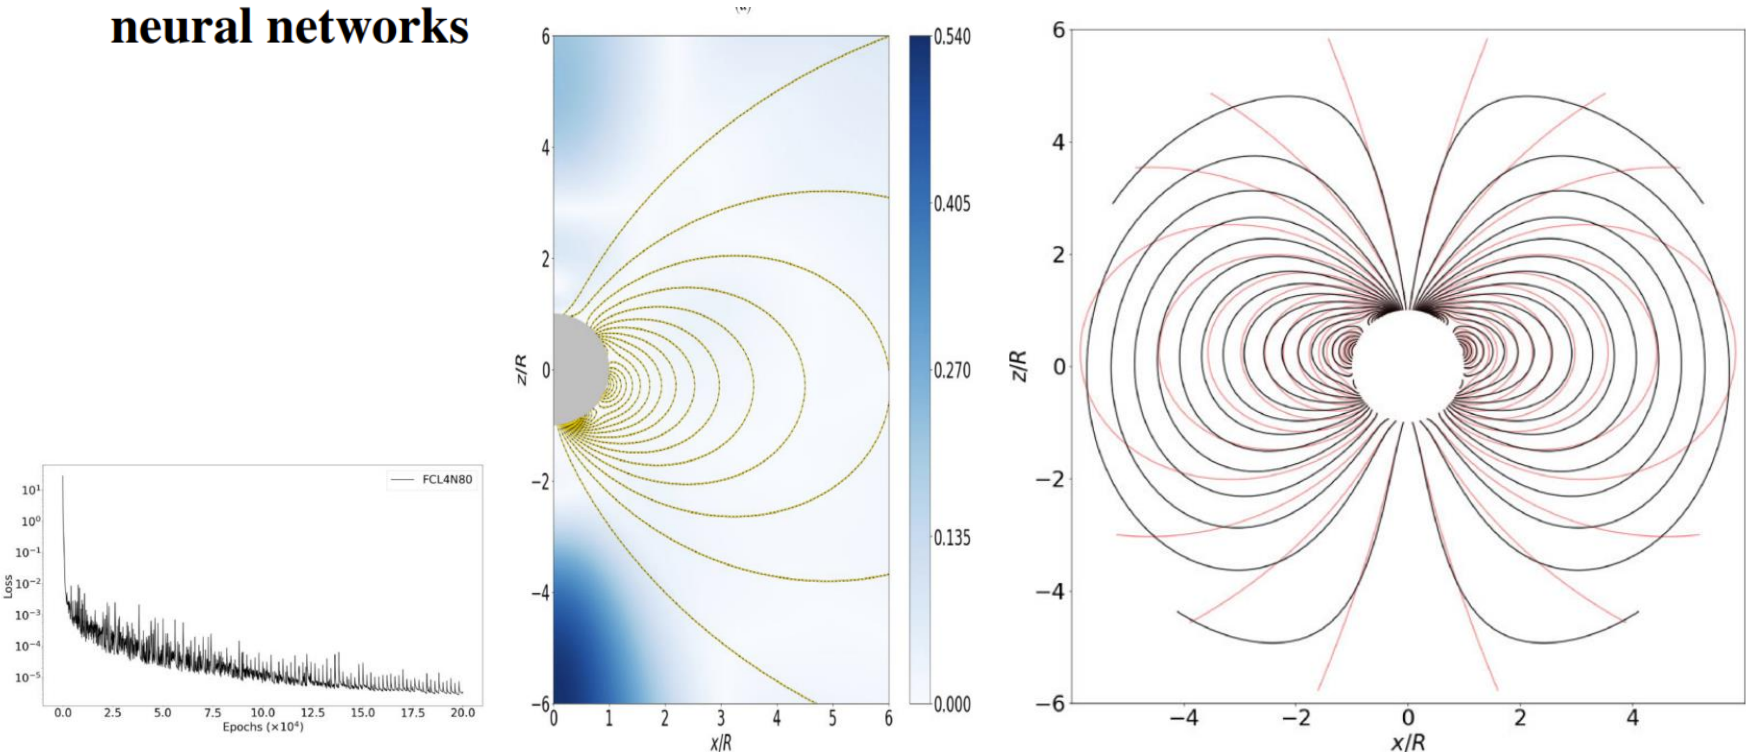 neural networks
FCL4N80
Loss
10¹
10⁰
10⁻¹
10⁻²
10⁻³
10⁻⁴
10⁻⁵
0.0 2.5 5.0 7.5 10.0 12.5 15.0 17.5 20.0
Epochs (×10⁴)
z/R
6
4
2
0
−2
−4
−6
0 1 2 3 4 5 6
x/R
0.540
0.405
0.270
0.135
0.000
z/R
6
4
2
0
−2
−4
−6
−4 −2 0 2 4
x/R